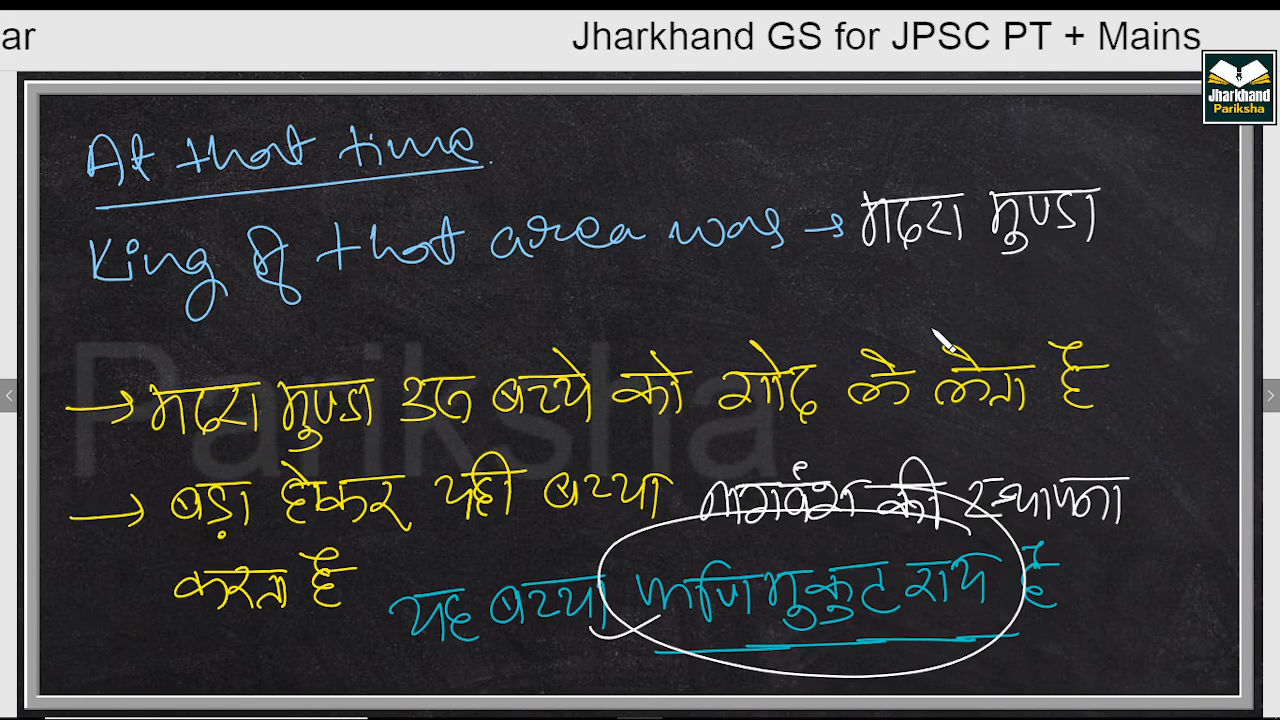 ar
Jharkhand GS for JPSC PT + Mains
Jharkhand
Pariksha
At that time
King of that area was → मदरा मुण्डा
Pariksha
→ मदरा मुण्डा उस बच्चे को गोद ले लेता है
→ बड़ा होकर यही बच्चा नागवंश की स्थापना
करता है
यह बच्चा फणिमुकुट राय है